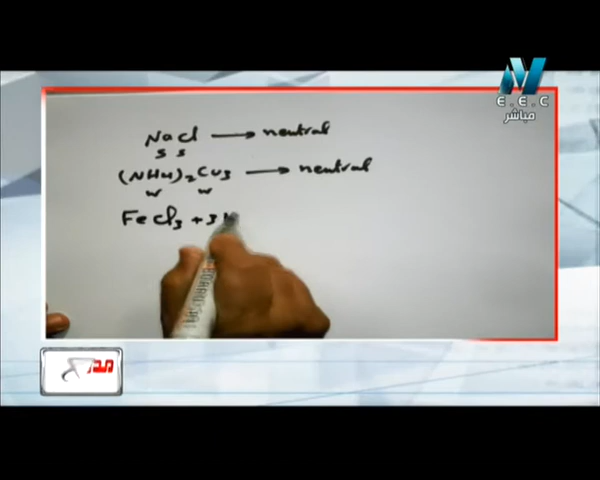 E.E.C
مباشر
NaCl → neutral
s s
(NH4)2CO3 → neutral
w w
FeCl3 + 3